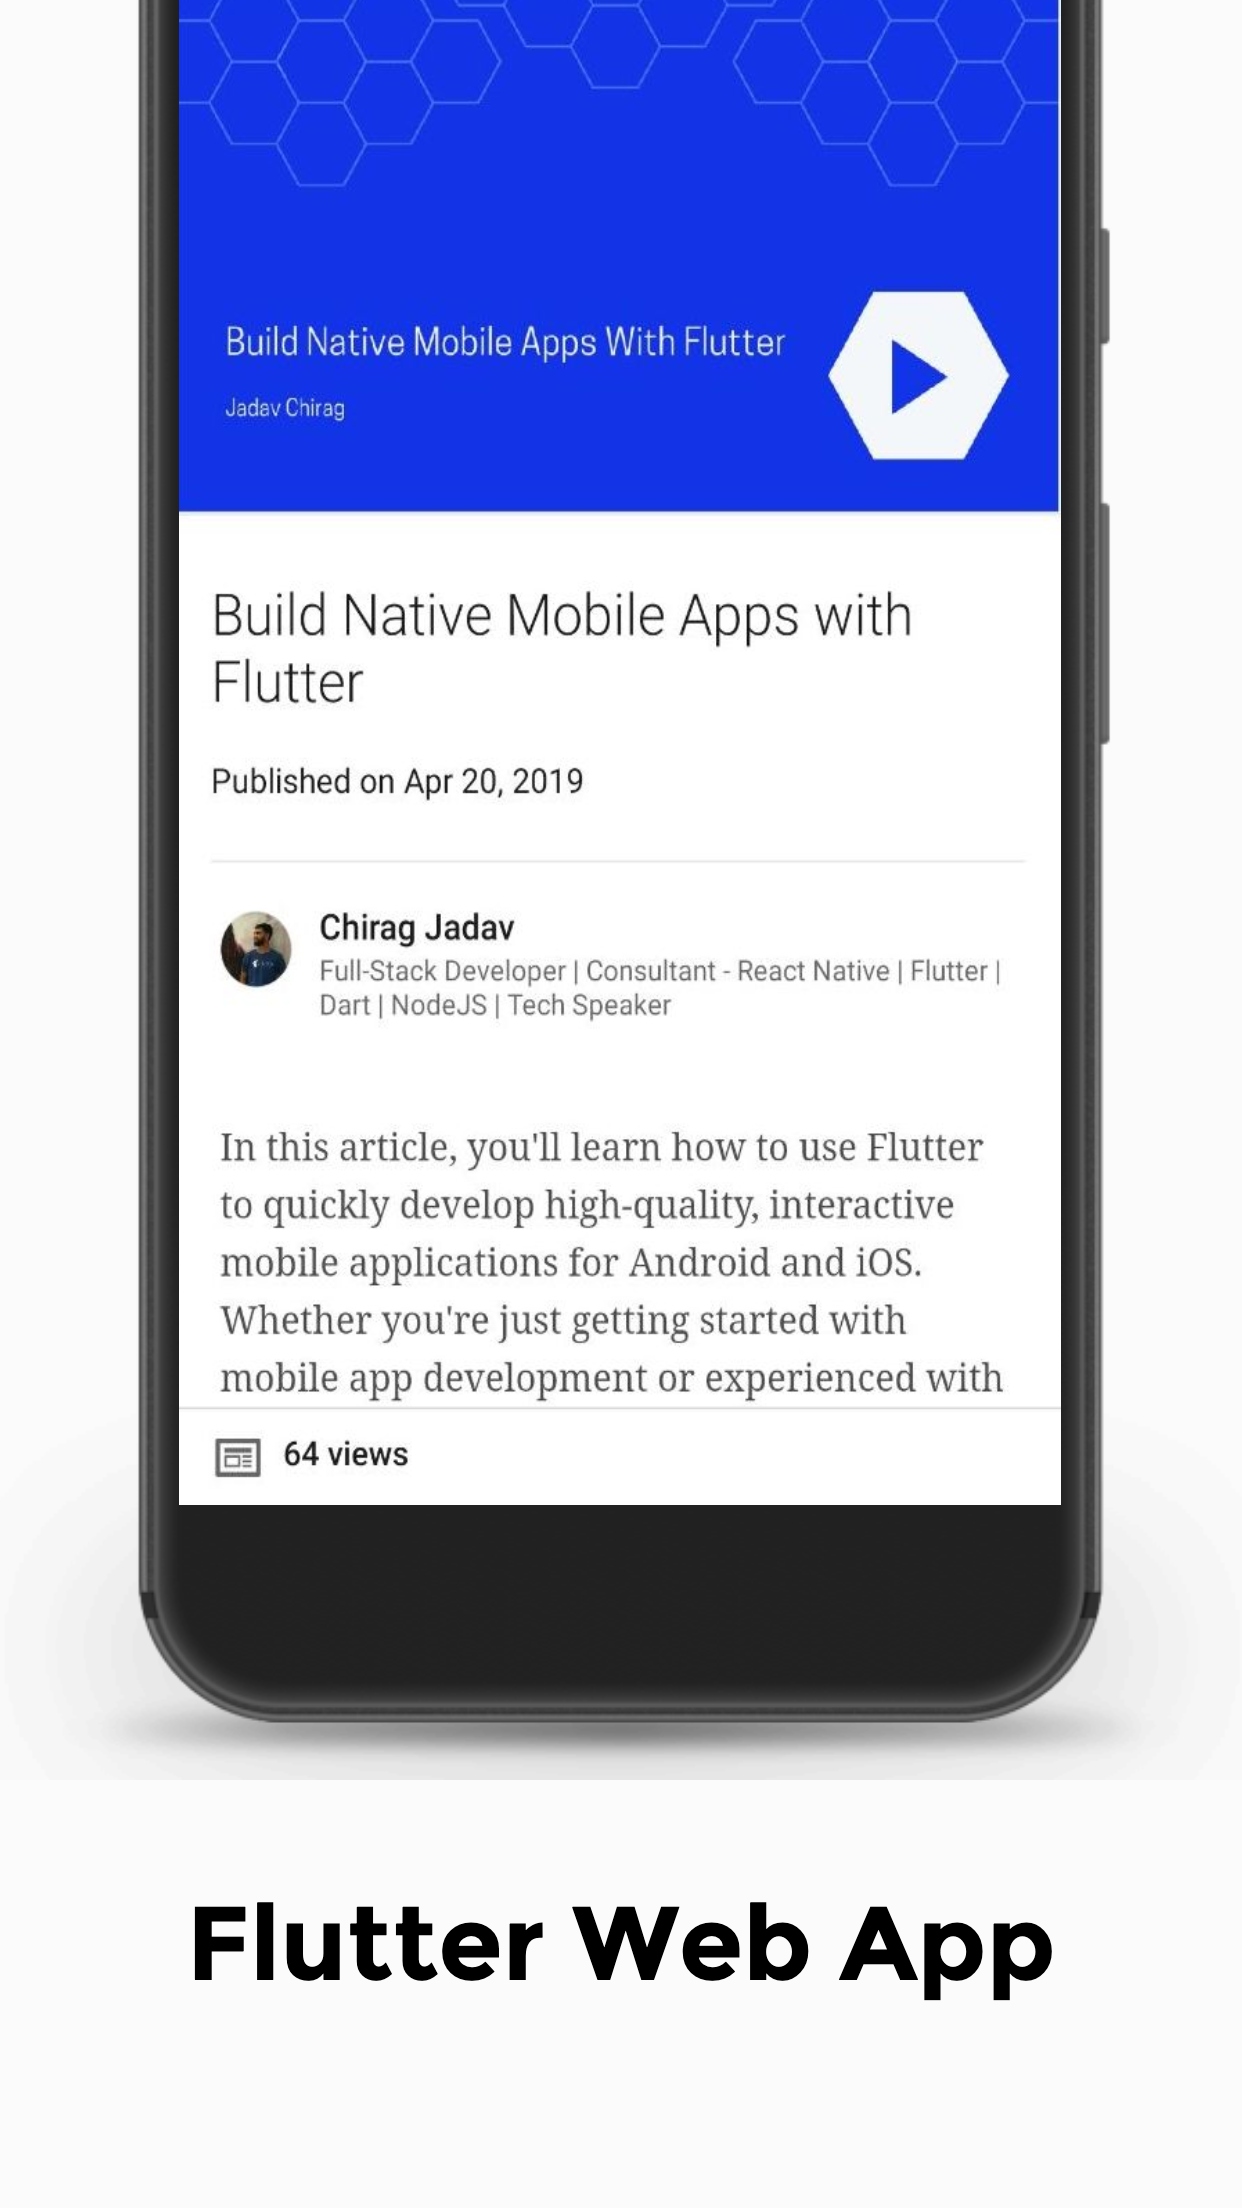 Build Native Mobile Apps With Flutter
Jadav Chirag
Build Native Mobile Apps with
Flutter
Published on Apr 20, 2019
Chirag Jadav
Full-Stack Developer | Consultant - React Native | Flutter |
Dart | NodeJS | Tech Speaker
In this article, you'll learn how to use Flutter
to quickly develop high-quality, interactive
mobile applications for Android and iOS.
Whether you're just getting started with
mobile app development or experienced with
64 views
Flutter Web App